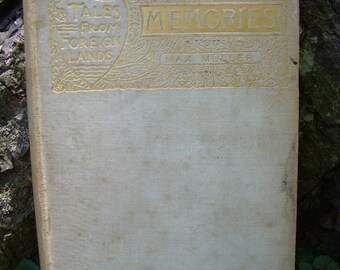 TALES
FROM
FOREIGN
LANDS
MEMORIES
MAX MULLER